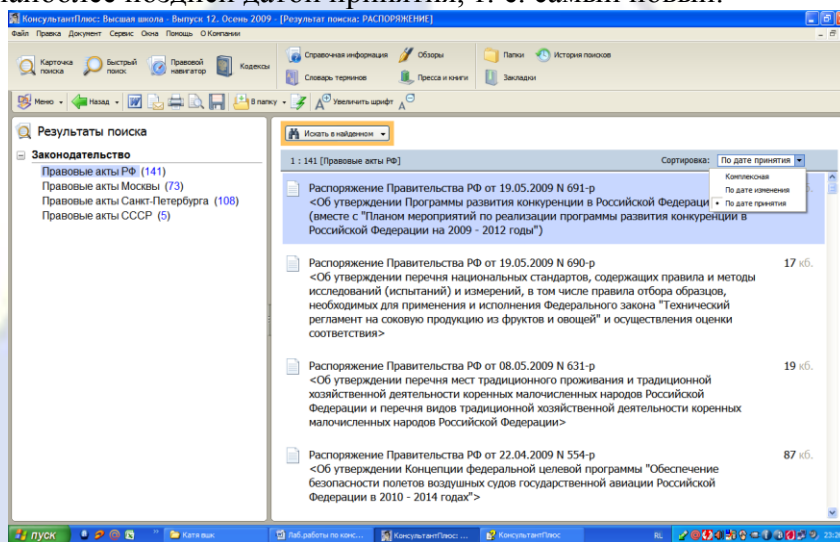 наиболее поздней датой принятия, т. е. самый новый.
КонсультантПлюс: Высшая школа - Выпуск 12. Осень 2009 - [Результат поиска: РАСПОРЯЖЕНИЕ]
Файл Правка Документ Сервис Окна Помощь О Компании
Карточка поиска
Быстрый поиск
Правовой навигатор
Кодексы
Справочная информация
Обзоры
Папки
История поисков
Словарь терминов
Пресса и книги
Закладки
Меню
Назад
В папку
Увеличить шрифт
Результаты поиска
Законодательство
Правовые акты РФ (141)
Правовые акты Москвы (73)
Правовые акты Санкт-Петербурга (108)
Правовые акты СССР (5)
Искать в найденном
1 : 141 [Правовые акты РФ]
Сортировка: По дате принятия
Комплексная
По дате изменения
По дате принятия
Распоряжение Правительства РФ от 19.05.2009 N 691-р
<Об утверждении Программы развития конкуренции в Российской Федераци
(вместе с "Планом мероприятий по реализации программы развития конкуренции в
Российской Федерации на 2009 - 2012 годы")
Распоряжение Правительства РФ от 19.05.2009 N 690-р 17 кб.
<Об утверждении перечня национальных стандартов, содержащих правила и методы
исследований (испытаний) и измерений, в том числе правила отбора образцов,
необходимых для применения и исполнения Федерального закона "Технический
регламент на соковую продукцию из фруктов и овощей" и осуществления оценки
соответствия>
Распоряжение Правительства РФ от 08.05.2009 N 631-р 19 кб.
<Об утверждении перечня мест традиционного проживания и традиционной
хозяйственной деятельности коренных малочисленных народов Российской
Федерации и перечня видов традиционной хозяйственной деятельности коренных
малочисленных народов Российской Федерации>
Распоряжение Правительства РФ от 22.04.2009 N 554-р 87 кб.
<Об утверждении Концепции федеральной целевой программы "Обеспечение
безопасности полетов воздушных судов государственной авиации Российской
Федерации в 2010 - 2014 годах">
пуск
Катя вшк
Лаб.работы по конс...
КонсультантПлюс: ...
КонсультантПлюс
RL